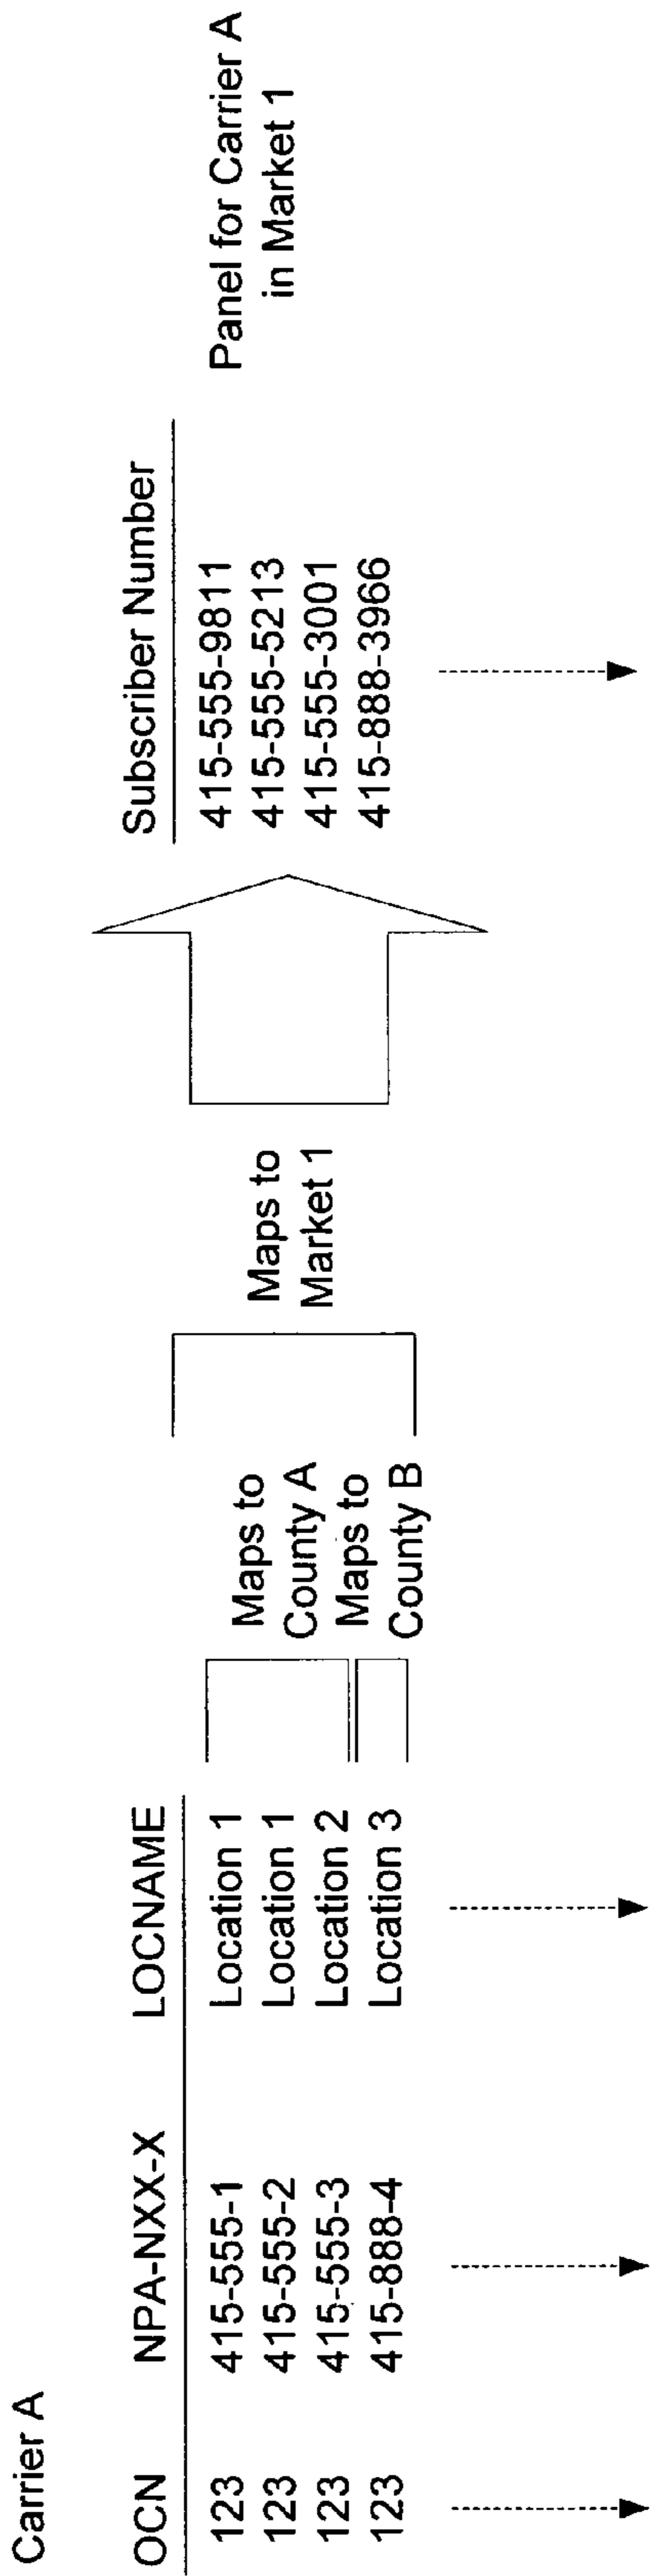 Carrier A
OCN NPA-NXX-X LOCNAME
123 415-555-1 Location 1
123 415-555-2 Location 1
123 415-555-3 Location 2
123 415-888-4 Location 3
Maps to
County A
Maps to
County B
Maps to
Market 1
Subscriber Number
415-555-9811
415-555-5213
415-555-3001
415-888-3966
Panel for Carrier A
in Market 1